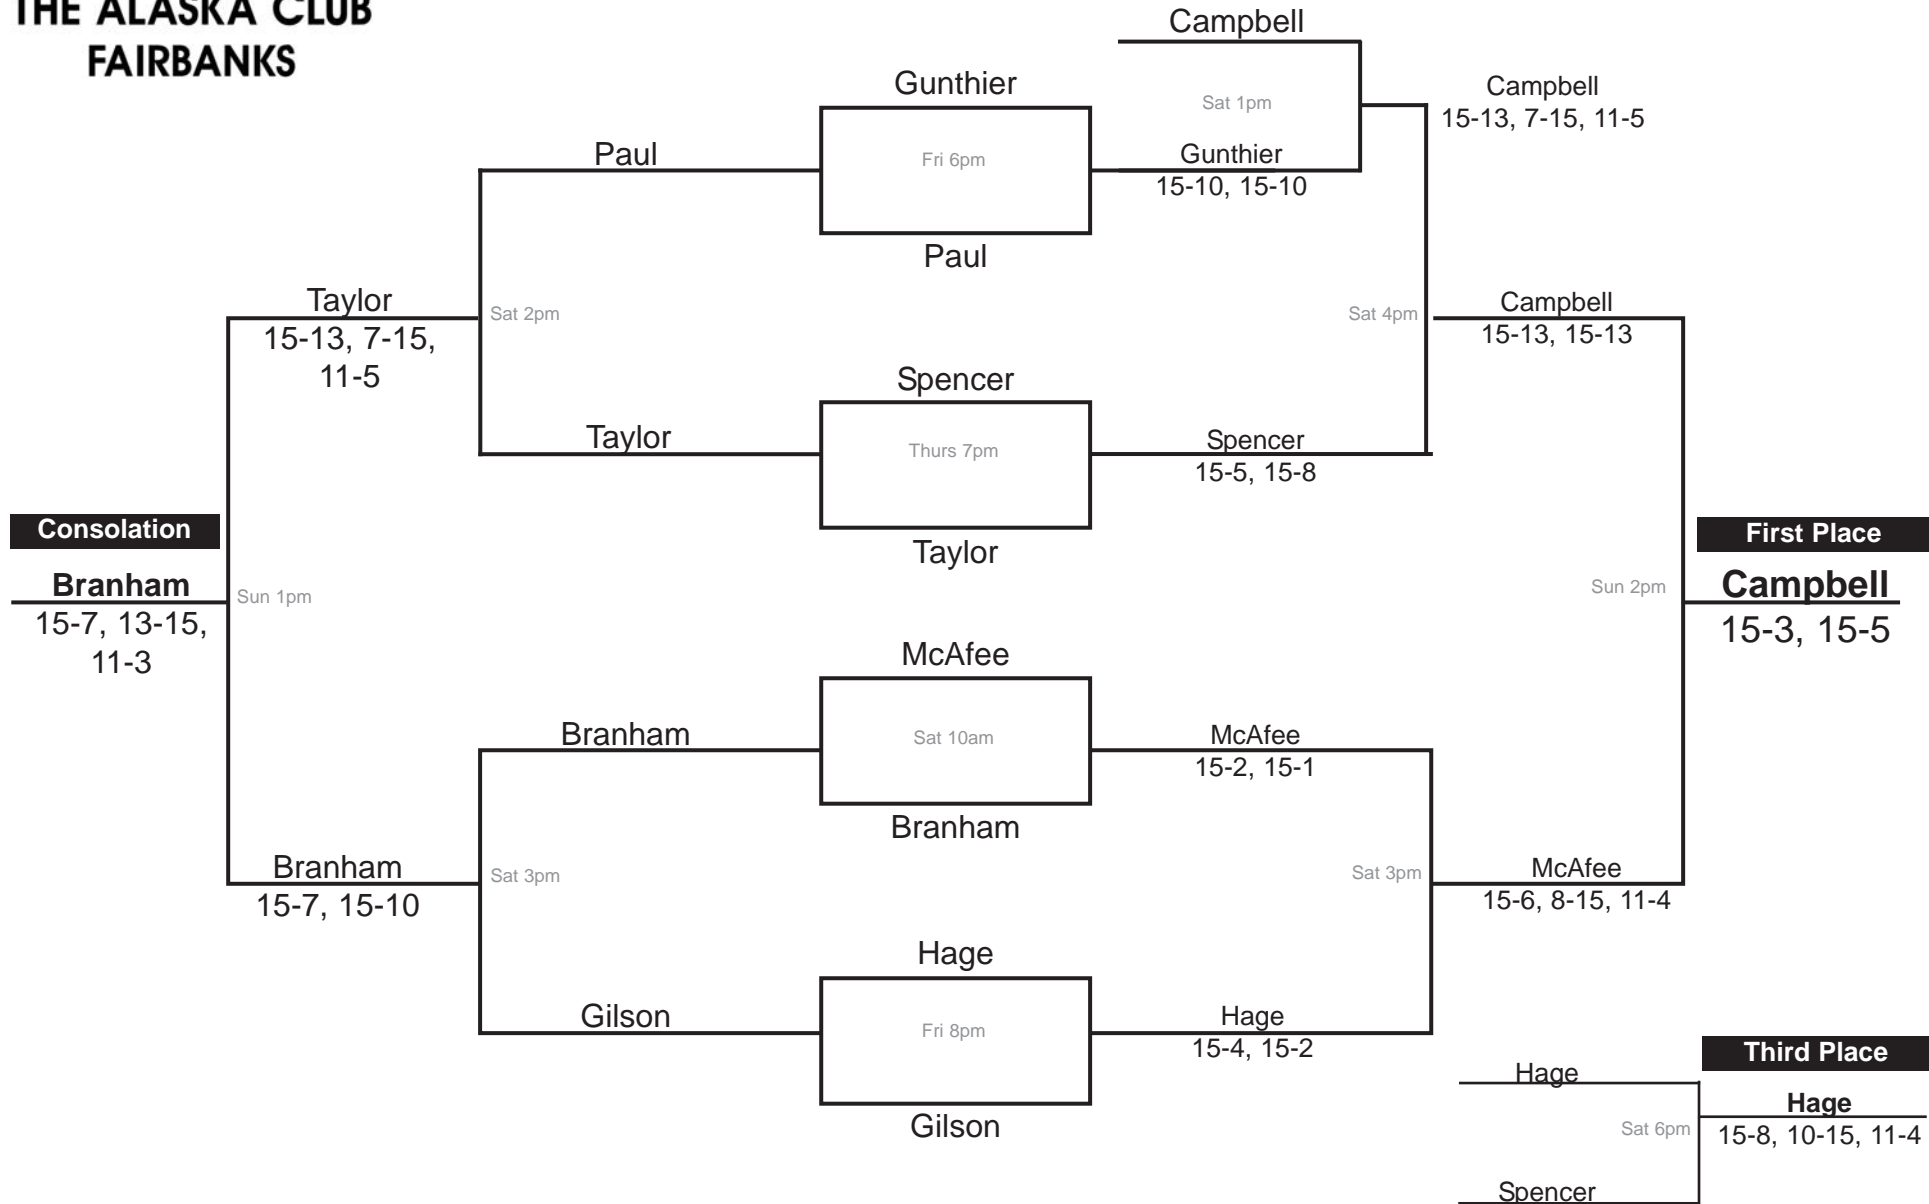 THE ALASKA CLUB
FAIRBANKS
Campbell
Gunthier
Sat 1pm
Campbell
15-13, 7-15, 11-5
Paul
Fri 6pm
Gunthier
15-10, 15-10
Paul
Taylor
15-13, 7-15,
11-5
Sat 2pm
Sat 4pm
Campbell
15-13, 15-13
Spencer
Taylor
Thurs 7pm
Spencer
15-5, 15-8
Taylor
Consolation
Branham
15-7, 13-15,
11-3
Sun 1pm
First Place
Sun 2pm
Campbell
15-3, 15-5
McAfee
Branham
Sat 10am
McAfee
15-2, 15-1
Branham
Branham
15-7, 15-10
Sat 3pm
Sat 3pm
McAfee
15-6, 8-15, 11-4
Hage
Gilson
Fri 8pm
Hage
15-4, 15-2
Gilson
Third Place
Hage
Sat 6pm
Hage
15-8, 10-15, 11-4
Spencer